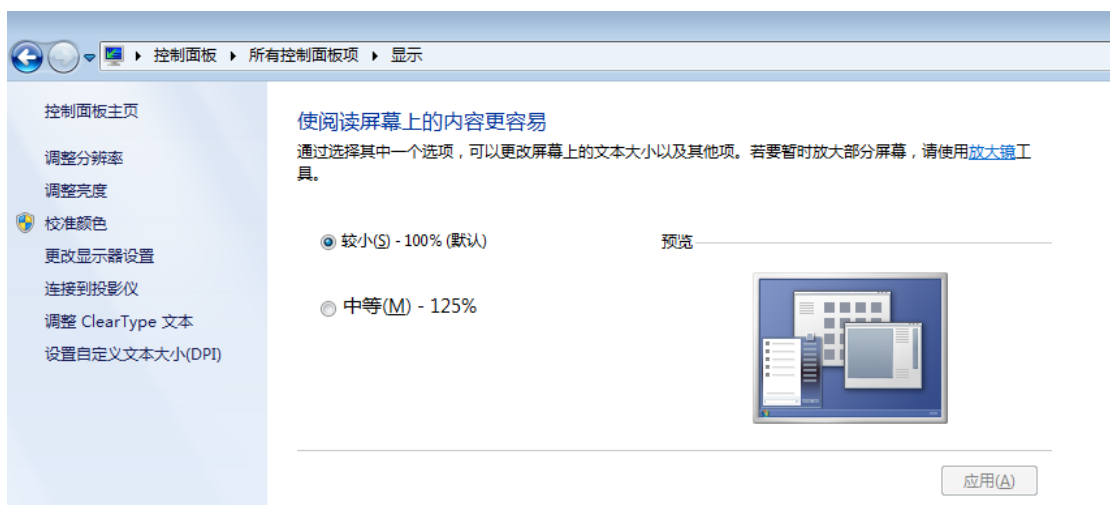 控制面板 ▸ 所有控制面板项 ▸ 显示
控制面板主页
调整分辨率
调整亮度
校准颜色
更改显示器设置
连接到投影仪
调整 ClearType 文本
设置自定义文本大小(DPI)
使阅读屏幕上的内容更容易
通过选择其中一个选项，可以更改屏幕上的文本大小以及其他项。若要暂时放大部分屏幕，请使用放大镜工
具。
较小(S) - 100% (默认)
预览
中等(M) - 125%
应用(A)